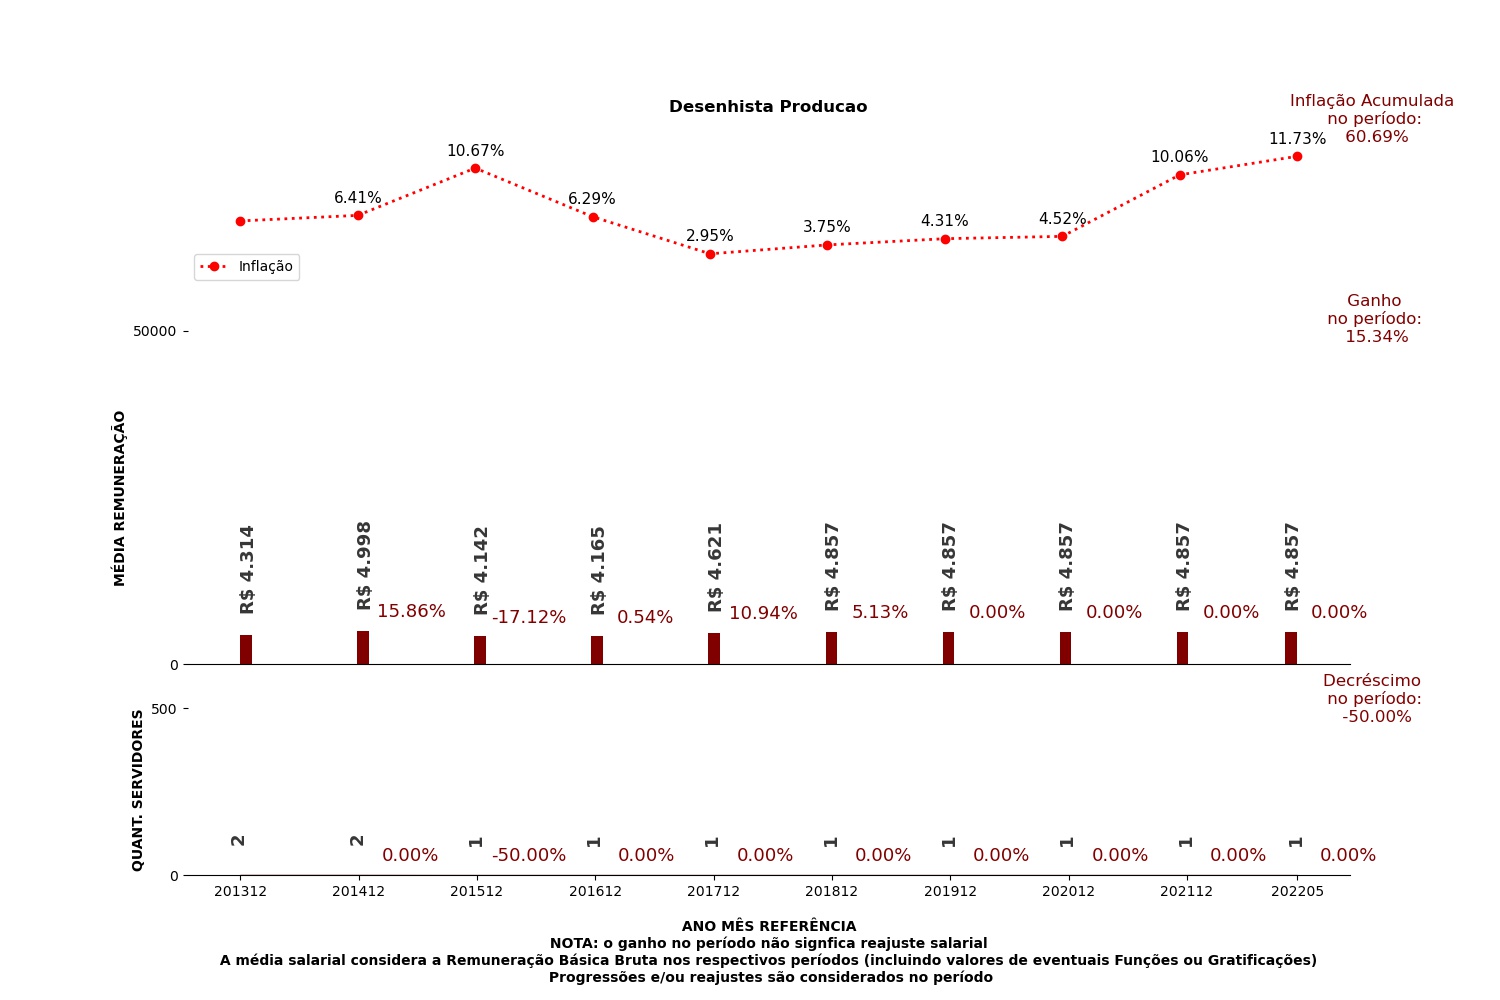 Desenhista Producao
Inflação Acumulada
no período:
60.69%
6.41%
10.67%
6.29%
2.95%
3.75%
4.31%
4.52%
10.06%
11.73%
Inflação
Ganho
no período:
15.34%
MÉDIA REMUNERAÇÃO
50000
0
R$ 4.314
R$ 4.998
R$ 4.142
R$ 4.165
R$ 4.621
R$ 4.857
R$ 4.857
R$ 4.857
R$ 4.857
R$ 4.857
15.86%
-17.12%
0.54%
10.94%
5.13%
0.00%
0.00%
0.00%
0.00%
Decréscimo
no período:
-50.00%
QUANT. SERVIDORES
500
0
2
2
1
1
1
1
1
1
1
1
0.00%
-50.00%
0.00%
0.00%
0.00%
0.00%
0.00%
0.00%
0.00%
201312
201412
201512
201612
201712
201812
201912
202012
202112
202205
ANO MÊS REFERÊNCIA
NOTA: o ganho no período não signfica reajuste salarial
A média salarial considera a Remuneração Básica Bruta nos respectivos períodos (incluindo valores de eventuais Funções ou Gratificações)
Progressões e/ou reajustes são considerados no período